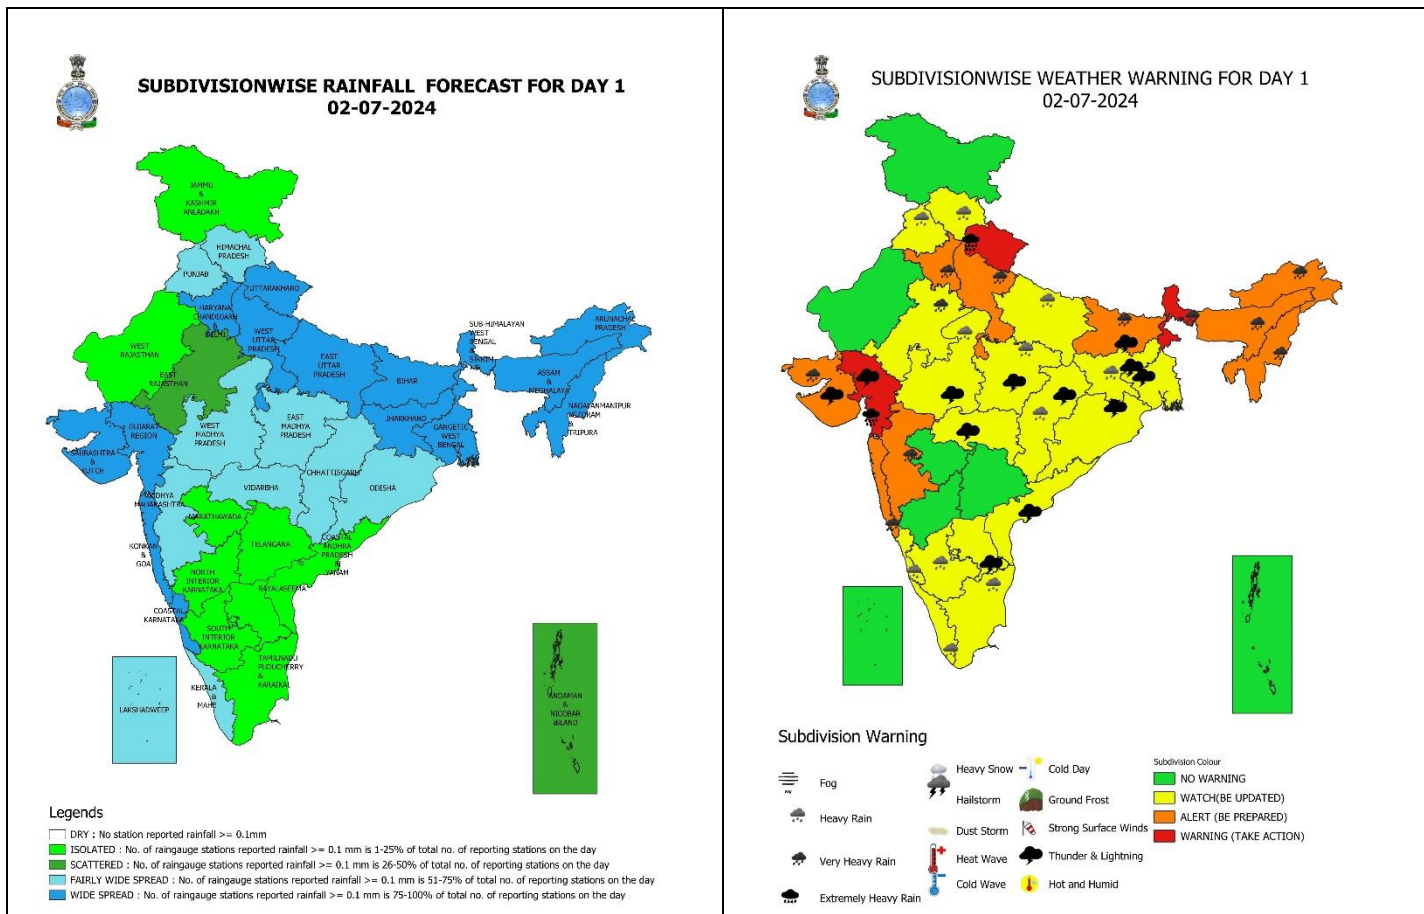 SUBDIVISIONWISE RAINFALL FORECAST FOR DAY 1
02-07-2024
JAMMU
&
KASHMIR
ANLADAKH
HIMACHAL
PRADESH
PUNJAB
UTTARAKHAND
HARYANA
CHANDIGARH
DELHI
WEST
UTTAR
PRADESH
WEST
RAJASTHAN
EAST
RAJASTHAN
EAST
UTTAR
PRADESH
BIHAR
SUB-HIMALAYAN
WEST
BENGAL
&
SIKKIM
ARUNACHAL
PRADESH
ASSAM
&
MEGHALAYA
NAGALANMANIPUR
MIZORAM
&
TRIPURA
JHARKHAND
GANGETIC
WEST
BENGAL
GUJARAT
REGION
SAURASHTRA
&
KUTCH
WEST
MADHYA
PRADESH
EAST
MADHYA
PRADESH
CHHATTISGARH
ODISHA
VIDARBHA
MADHYA
MAHARASHTRA
MARATHAWADA
KONKAN
&
GOA
TELANGANA
COASTAL
ANDHRA
PRADESH
&
YANAM
NORTH
INTERIOR
KARNATAKA
RAYALASEEMA
COASTAL
KARNATAKA
SOUTH
INTERIOR
KARNATAKA
TAMILNADU
PUDUCHERRY
&
KARAIKAL
KERALA
&
MAHE
LAKSHADWEEP
ANDAMAN
&
NICOBAR
ISLAND
Legends
DRY : No station reported rainfall >= 0.1mm
ISOLATED : No. of raingauge stations reported rainfall >= 0.1 mm is 1-25% of total no. of reporting stations on the day
SCATTERED : No. of raingauge stations reported rainfall >= 0.1 mm is 26-50% of total no. of reporting stations on the day
FAIRLY WIDE SPREAD : No. of raingauge stations reported rainfall >= 0.1 mm is 51-75% of total no. of reporting stations on the day
WIDE SPREAD : No. of raingauge stations reported rainfall >= 0.1 mm is 75-100% of total no. of reporting stations on the day
SUBDIVISIONWISE WEATHER WARNING FOR DAY 1
02-07-2024
Subdivision Warning
Fog
Heavy Rain
Very Heavy Rain
Extremely Heavy Rain
Heavy Snow
Hailstorm
Dust Storm
Heat Wave
Cold Wave
Cold Day
Ground Frost
Strong Surface Winds
Thunder & Lightning
Hot and Humid
Subdivision Colour
NO WARNING
WATCH(BE UPDATED)
ALERT (BE PREPARED)
WARNING (TAKE ACTION)